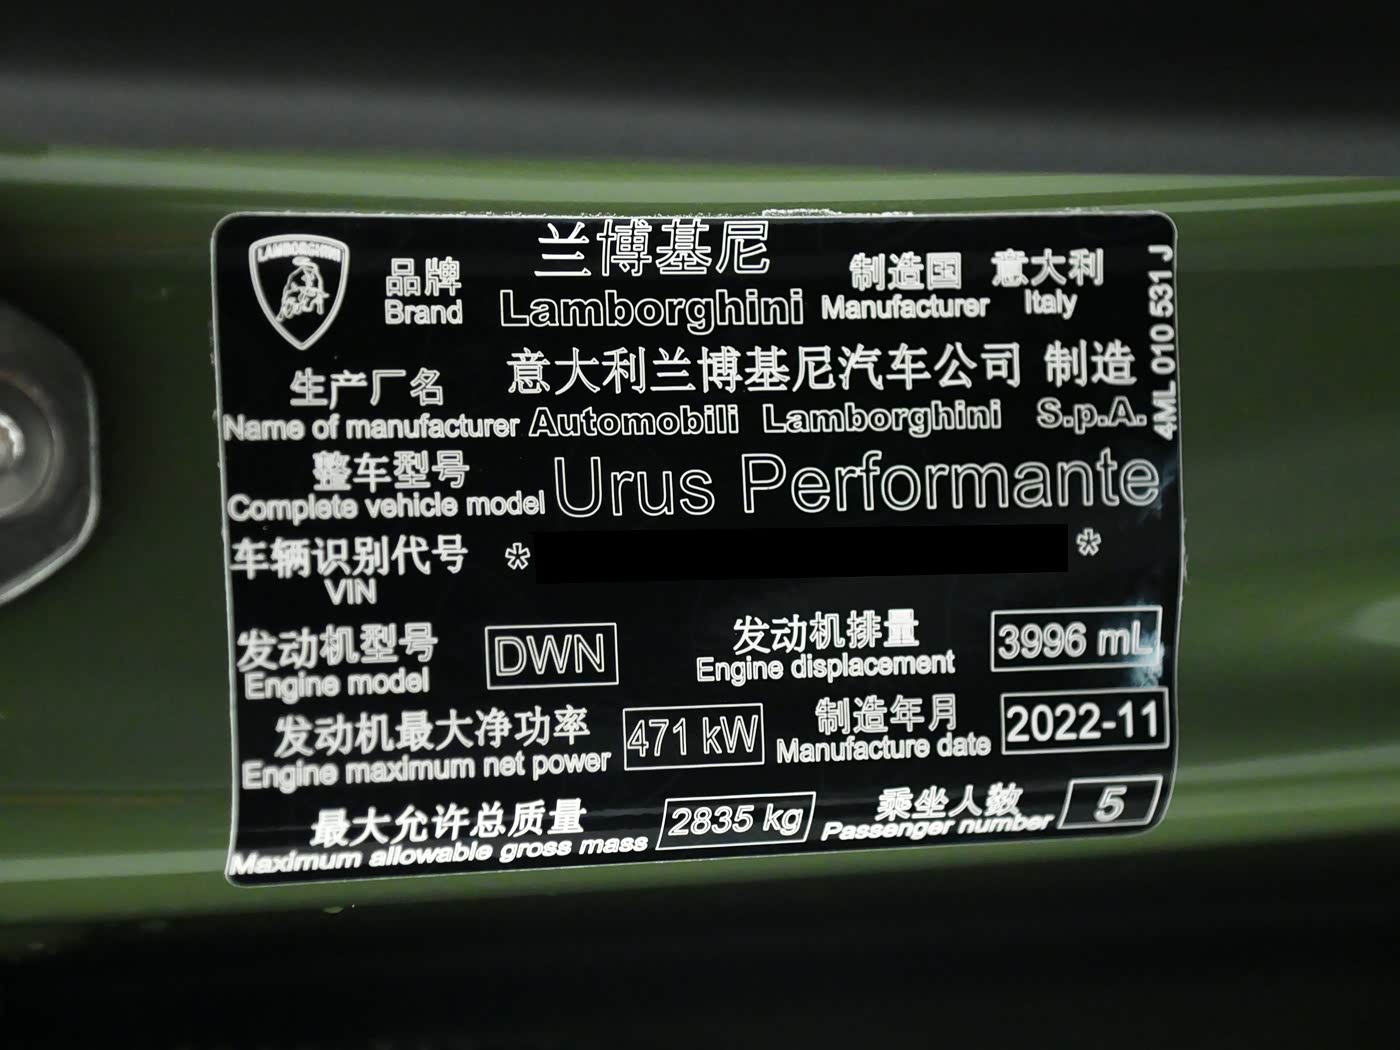 LAMBORGHINI
品牌 兰博基尼 制造国 意大利
Brand Lamborghini Manufacturer Italy
生产厂名 意大利兰博基尼汽车公司 制造
Name of manufacturer Automobili Lamborghini S.p.A.
整车型号
Complete vehicle model Urus Performante
车辆识别代号 * *
VIN
发动机型号 DWN 发动机排量 3996 mL
Engine model Engine displacement
发动机最大净功率 471 kW 制造年月 2022-11
Engine maximum net power Manufacture date
最大允许总质量 2835 kg 乘坐人数 5
Maximum allowable gross mass Passenger number
4ML 010 531 J